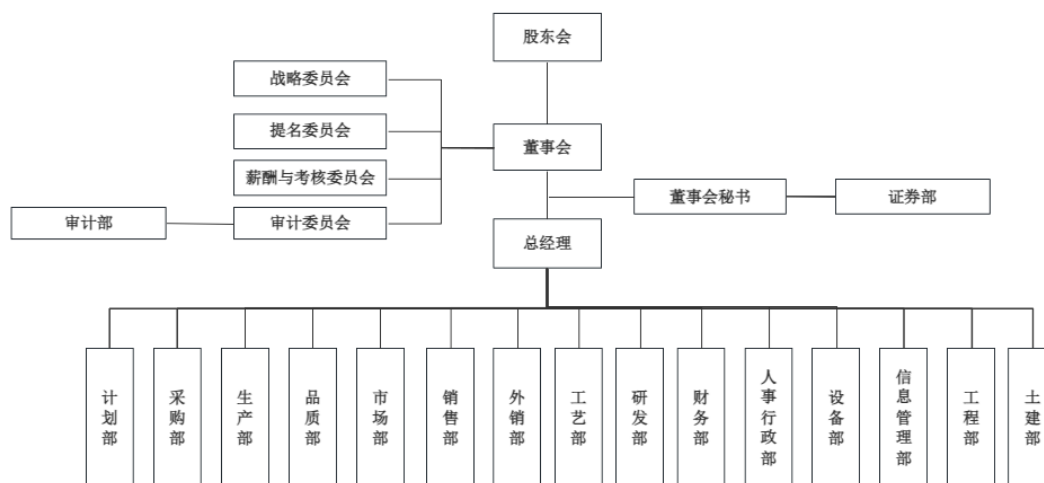 股东会
战略委员会
提名委员会
董事会
薪酬与考核委员会
董事会秘书
证券部
审计部
审计委员会
总经理
计划部
采购部
生产部
品质部
市场部
销售部
外销部
工艺部
研发部
财务部
人事行政部
设备部
信息管理部
工程部
土建部